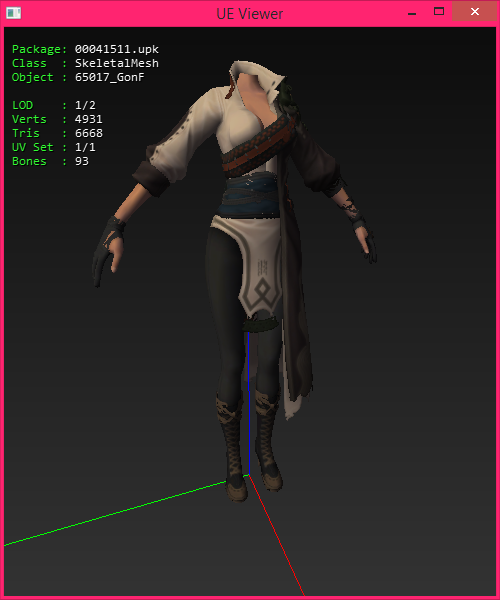 UE Viewer
Package: 00041511.upk
Class  : SkeletalMesh
Object : 65017_GonF
LOD    : 1/2
Verts  : 4931
Tris   : 6668
UV Set : 1/1
Bones  : 93